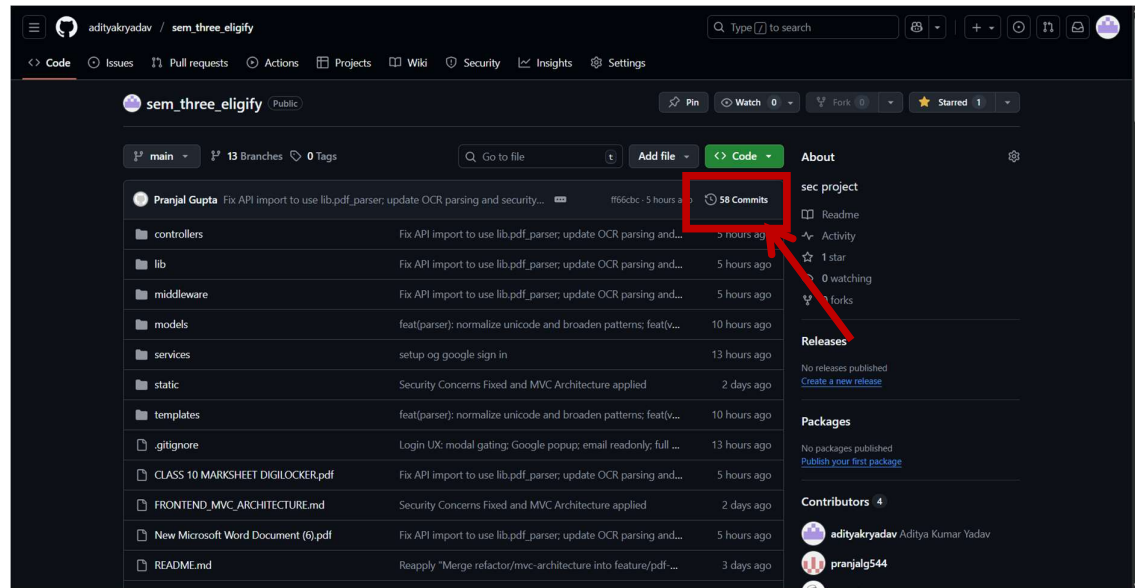 adityakryadav / sem_three_eligify
Type / to search
Code Issues Pull requests Actions Projects Wiki Security Insights Settings
sem_three_eligify Public
Pin Watch 0 Fork 0 Starred 1
main 13 Branches 0 Tags
Go to file t Add file Code
Pranjal Gupta Fix API import to use lib.pdf_parser; update OCR parsing and security... ff66cbc · 5 hours ago 58 Commits
controllers Fix API import to use lib.pdf_parser; update OCR parsing and... 5 hours ago
lib Fix API import to use lib.pdf_parser; update OCR parsing and... 5 hours ago
middleware Fix API import to use lib.pdf_parser; update OCR parsing and... 5 hours ago
models feat(parser): normalize unicode and broaden patterns; feat(v... 10 hours ago
services setup og google sign in 13 hours ago
static Security Concerns Fixed and MVC Architecture applied 2 days ago
templates feat(parser): normalize unicode and broaden patterns; feat(v... 10 hours ago
.gitignore Login UX: modal gating; Google popup; email readonly; full ... 13 hours ago
CLASS 10 MARKSHEET DIGILOCKER.pdf Fix API import to use lib.pdf_parser; update OCR parsing and... 5 hours ago
FRONTEND_MVC_ARCHITECTURE.md Security Concerns Fixed and MVC Architecture applied 2 days ago
New Microsoft Word Document (6).pdf Fix API import to use lib.pdf_parser; update OCR parsing and... 5 hours ago
README.md Reapply "Merge refactor/mvc-architecture into feature/pdf-... 3 days ago
About
sec project
Readme
Activity
1 star
0 watching
forks
Releases
No releases published
Create a new release
Packages
No packages published
Publish your first package
Contributors 4
adityakryadav Aditya Kumar Yadav
pranjalg544